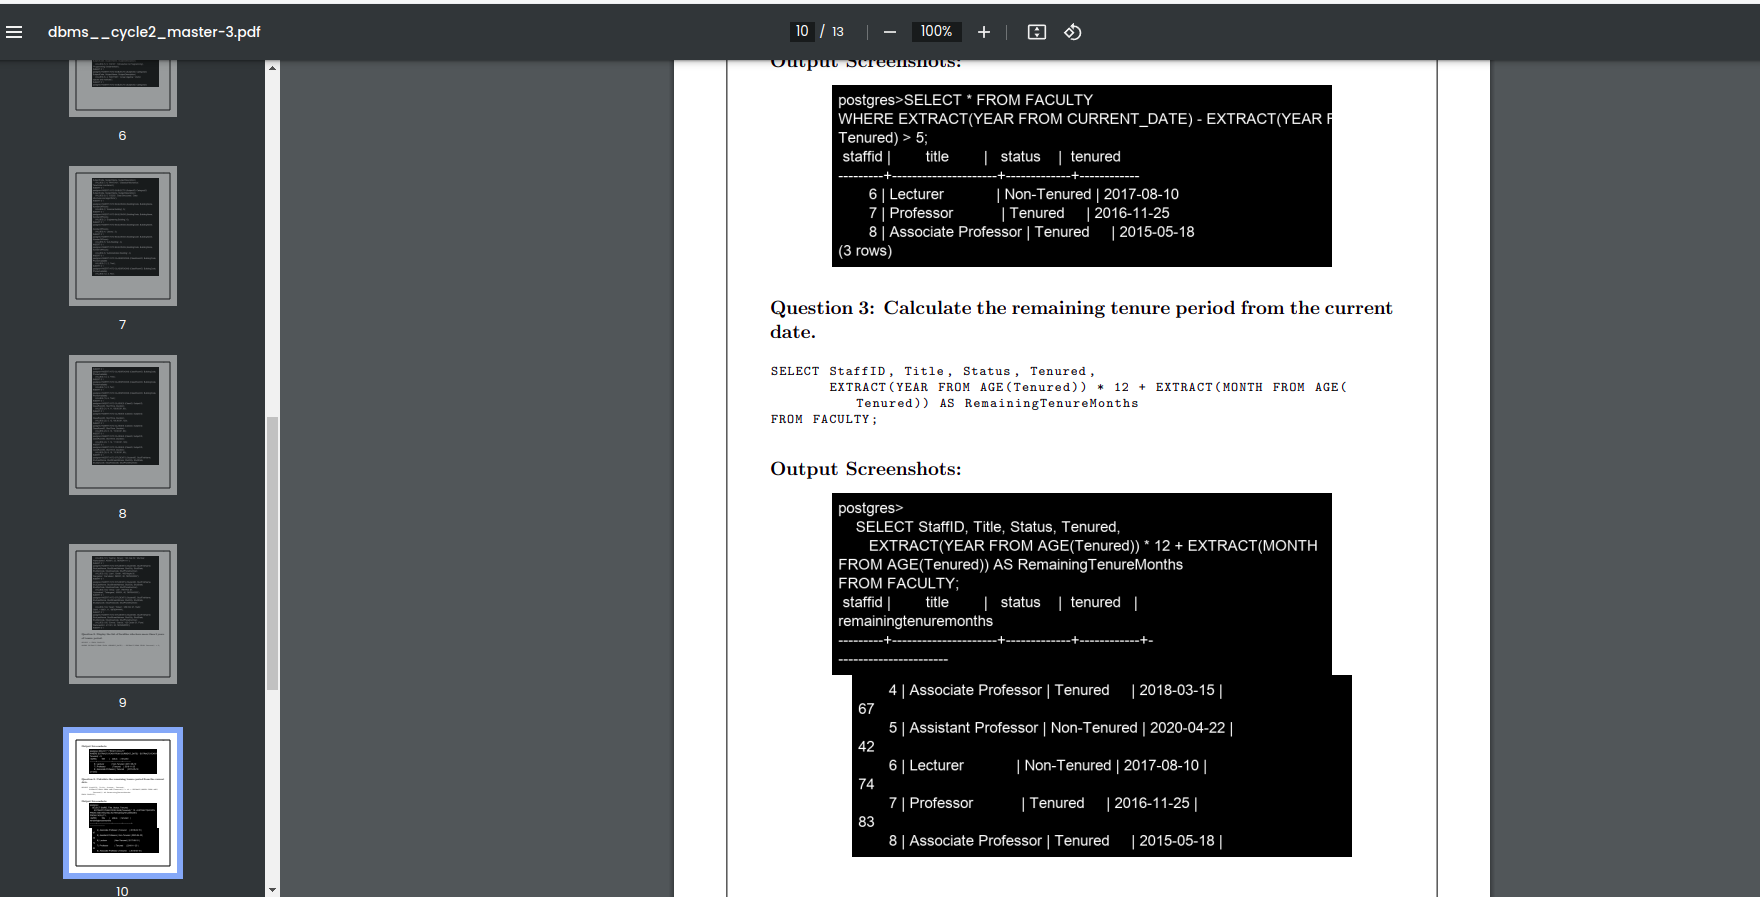 dbms__cycle2_master-3.pdf
10 / 13
100%
6
7
8
9
10
Output Screenshots:
postgres>SELECT * FROM FACULTY
WHERE EXTRACT(YEAR FROM CURRENT_DATE) - EXTRACT(YEAR F
Tenured) > 5;
staffid | title | status | tenured
---------+---------------------+-------------+------------
6 | Lecturer | Non-Tenured | 2017-08-10
7 | Professor | Tenured | 2016-11-25
8 | Associate Professor | Tenured | 2015-05-18
(3 rows)
Question 3: Calculate the remaining tenure period from the current
date.
SELECT StaffID, Title, Status, Tenured,
EXTRACT(YEAR FROM AGE(Tenured)) * 12 + EXTRACT(MONTH FROM AGE(
Tenured)) AS RemainingTenureMonths
FROM FACULTY;
Output Screenshots:
postgres>
SELECT StaffID, Title, Status, Tenured,
EXTRACT(YEAR FROM AGE(Tenured)) * 12 + EXTRACT(MONTH
FROM AGE(Tenured)) AS RemainingTenureMonths
FROM FACULTY;
staffid | title | status | tenured |
remainingtenuremonths
---------+---------------------+-------------+------------+-
----------------------
4 | Associate Professor | Tenured | 2018-03-15 |
67
5 | Assistant Professor | Non-Tenured | 2020-04-22 |
42
6 | Lecturer | Non-Tenured | 2017-08-10 |
74
7 | Professor | Tenured | 2016-11-25 |
83
8 | Associate Professor | Tenured | 2015-05-18 |